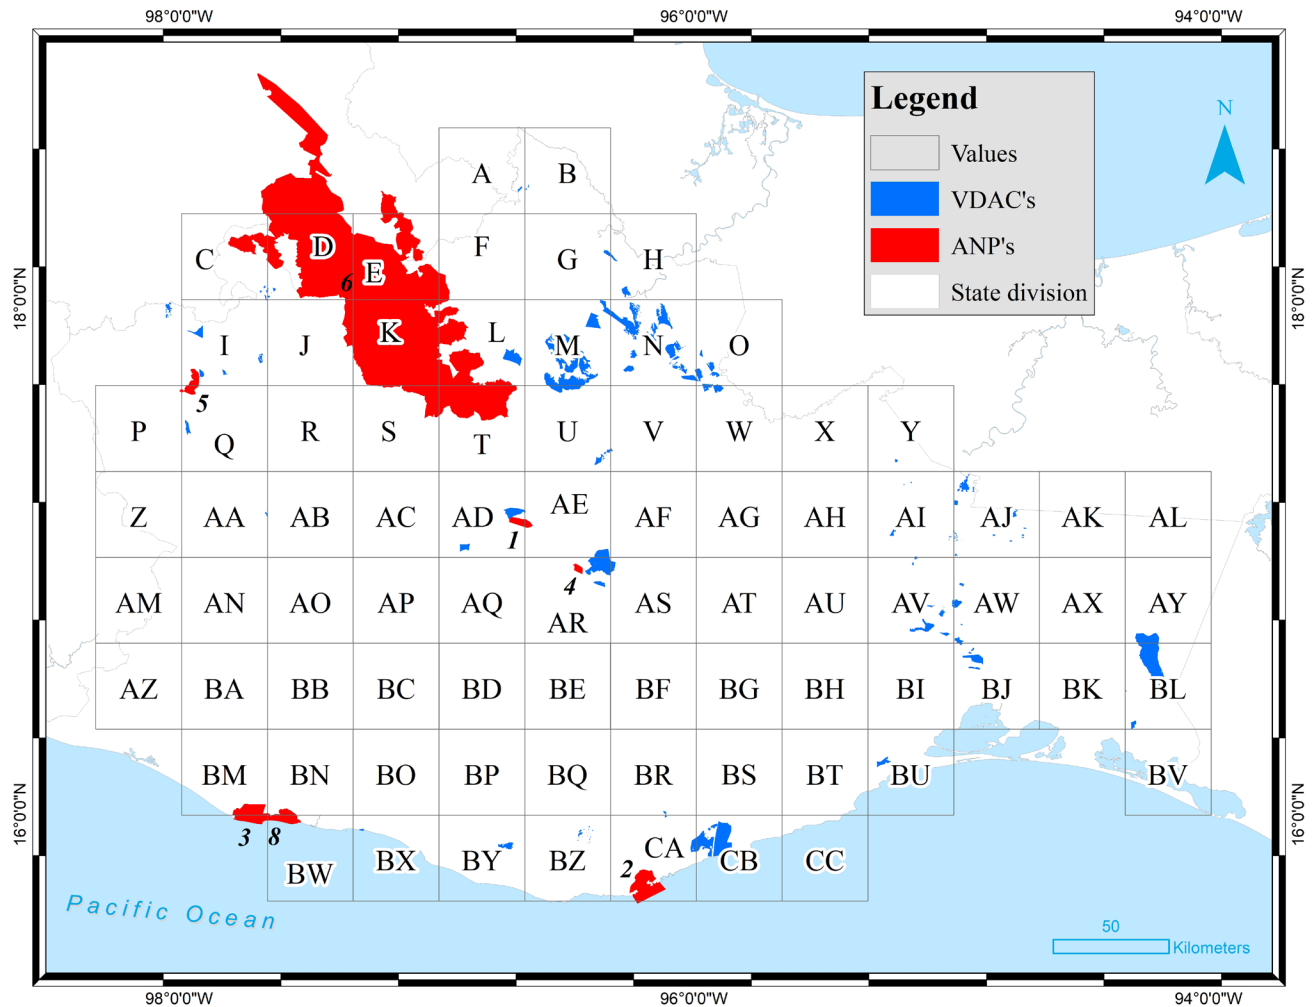 98°0'0"W 96°0'0"W 94°0'0"W
N
Legend
Values
VDAC's
ANP's
State division
18°0'0"N 18°0'0"N
A B
C D E F G H
6
I J K L M N O
5
P Q R S T U V W X Y
Z AA AB AC AD AE AF AG AH AI AJ AK AL
1
4
AM AN AO AP AQ AR AS AT AU AV AW AX AY
AZ BA BB BC BD BE BF BG BH BI BJ BK BL
BM BN BO BP BQ BR BS BT BU BV
16°0'0"N 16°0'0"N
3 8
BW BX BY BZ CA CB CC
2
Pacific Ocean
50
Kilometers
98°0'0"W 96°0'0"W 94°0'0"W